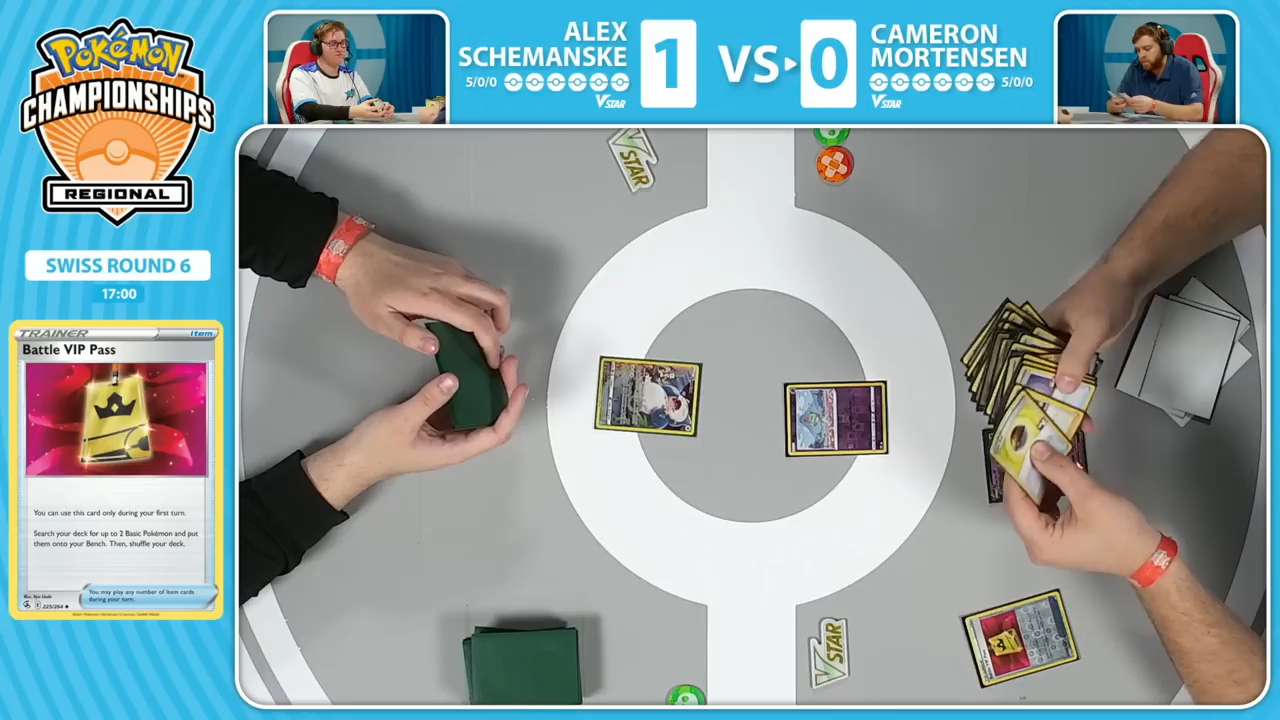 Pokémon
CHAMPIONSHIPS
REGIONAL
SWISS ROUND 6
17:00
TRAINER
Item
Battle VIP Pass
You can use this card only during your first turn.
Search your deck for up to 2 Basic Pokémon and put
them onto your Bench. Then, shuffle your deck.
You may play any number of Item cards
during your turn.
225/264
ALEX
SCHEMANSKE
5/0/0
VSTAR
1
VS
0
CAMERON
MORTENSEN
5/0/0
VSTAR
VSTAR
VSTAR